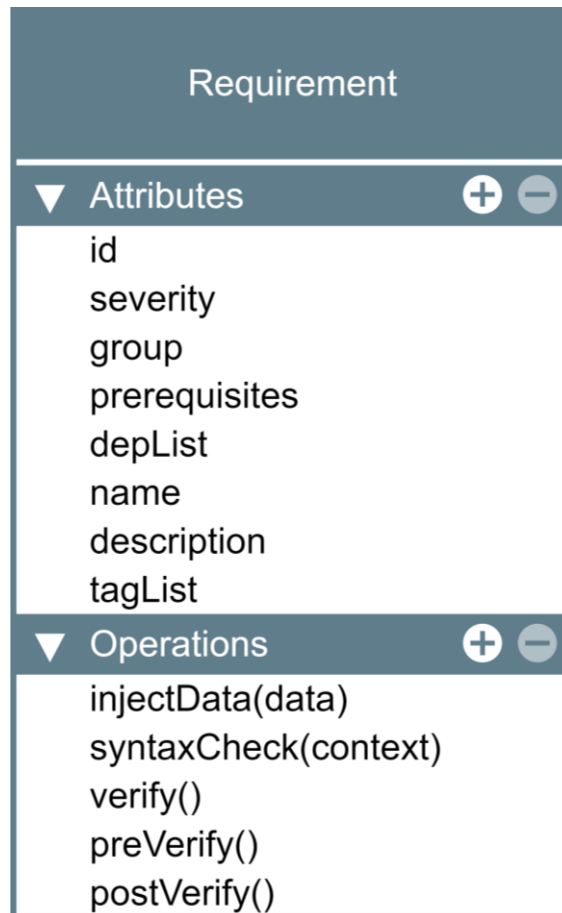 Requirement
Attributes
id
severity
group
prerequisites
depList
name
description
tagList
Operations
injectData(data)
syntaxCheck(context)
verify()
preVerify()
postVerify()